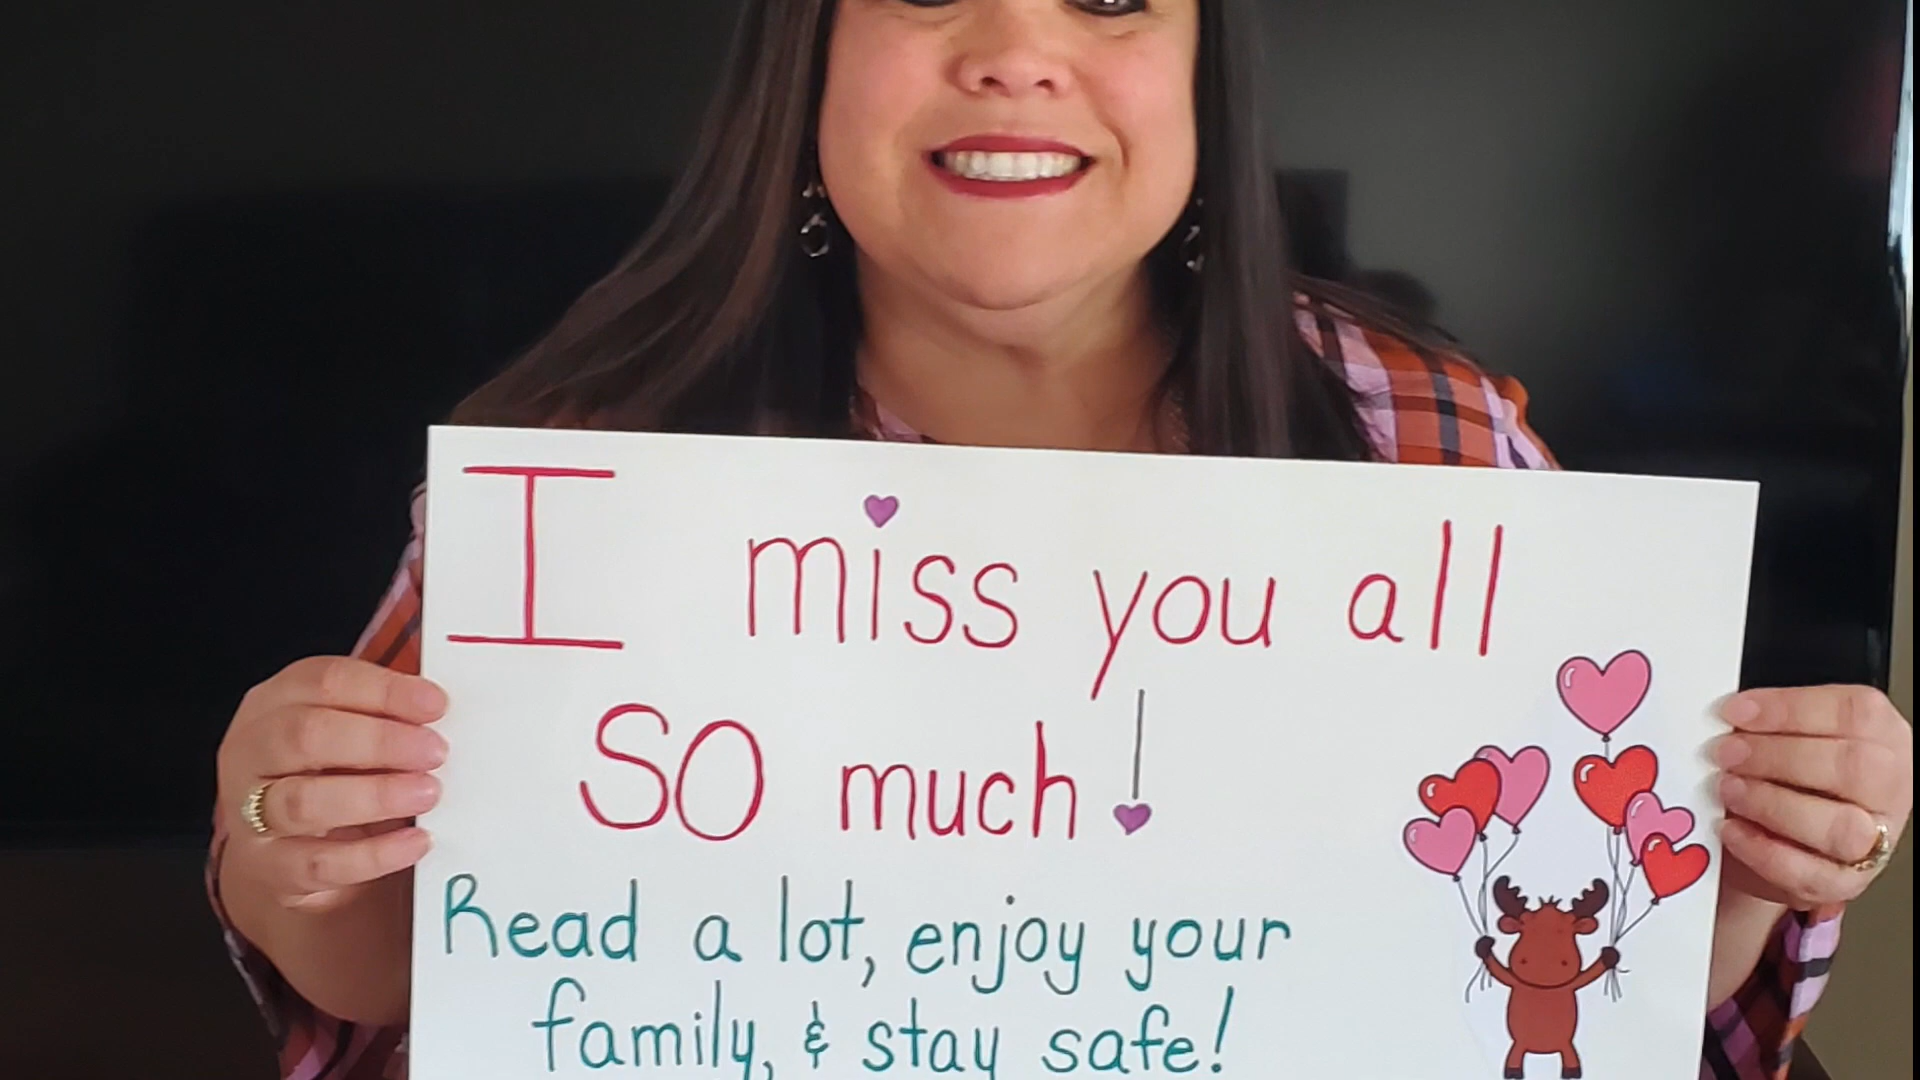 I miss you all
SO much!
Read a lot, enjoy your
family, & stay safe!